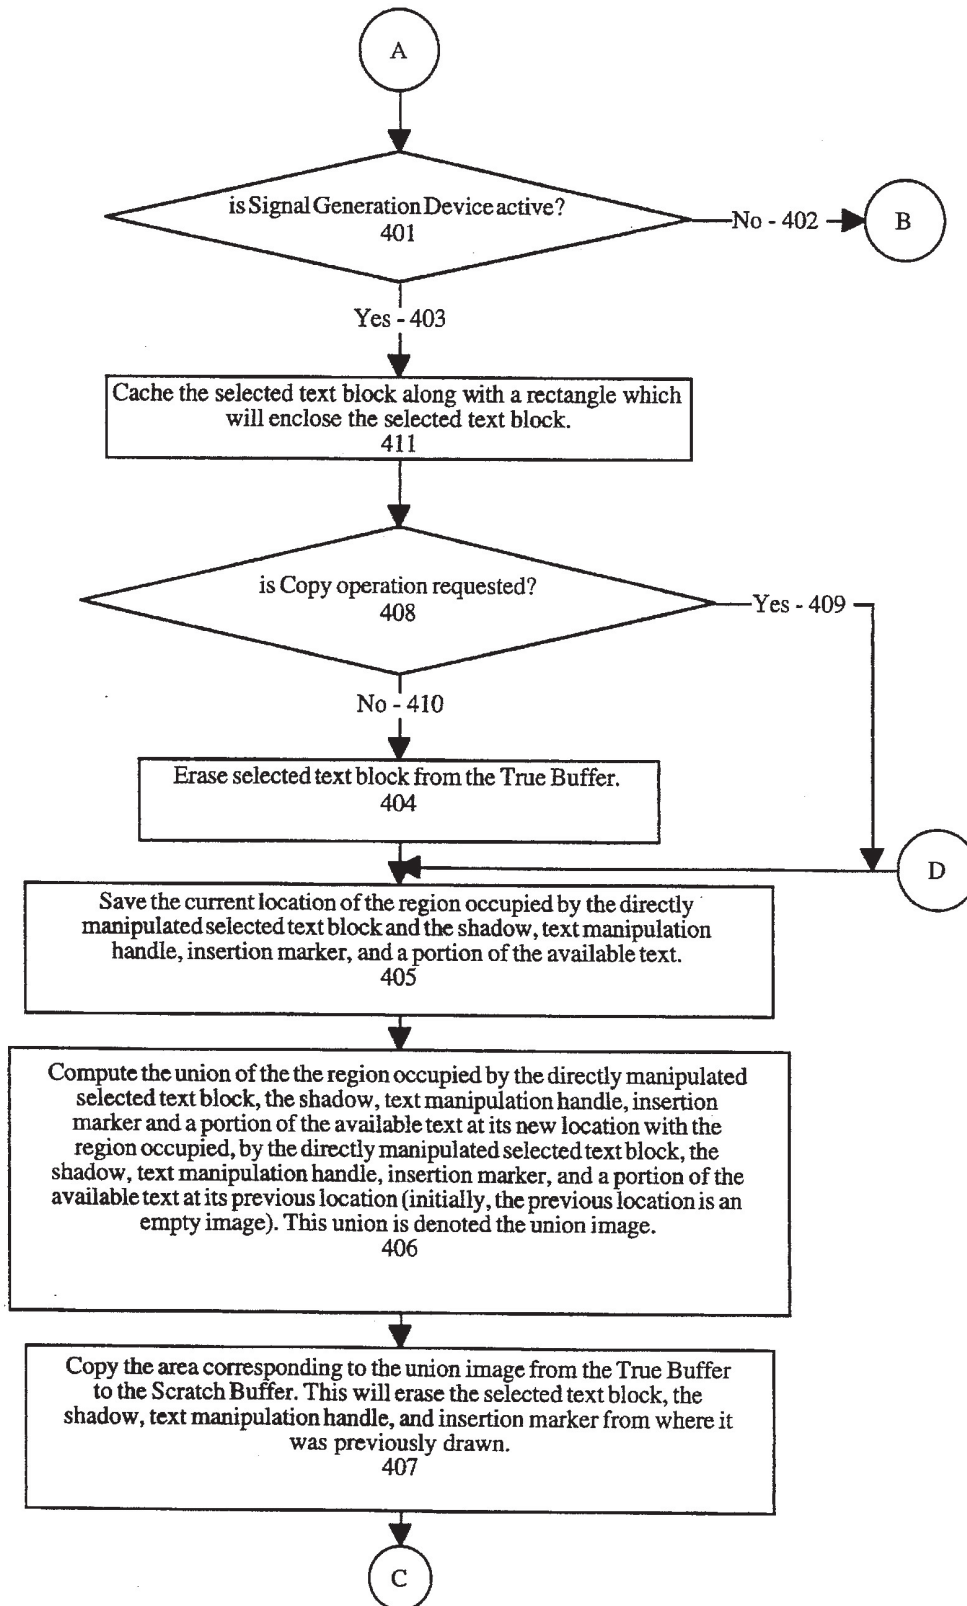 A
is Signal Generation Device active?
401
No - 402
B
Yes - 403
Cache the selected text block along with a rectangle which
will enclose the selected text block.
411
is Copy operation requested?
408
Yes - 409
No - 410
Erase selected text block from the True Buffer.
404
D
Save the current location of the region occupied by the directly
manipulated selected text block and the shadow, text manipulation
handle, insertion marker, and a portion of the available text.
405
Compute the union of the the region occupied by the directly manipulated
selected text block, the shadow, text manipulation handle, insertion
marker and a portion of the available text at its new location with the
region occupied, by the directly manipulated selected text block, the
shadow, text manipulation handle, insertion marker, and a portion of the
available text at its previous location (initially, the previous location is an
empty image). This union is denoted the union image.
406
Copy the area corresponding to the union image from the True Buffer
to the Scratch Buffer. This will erase the selected text block, the
shadow, text manipulation handle, and insertion marker from where it
was previously drawn.
407
C